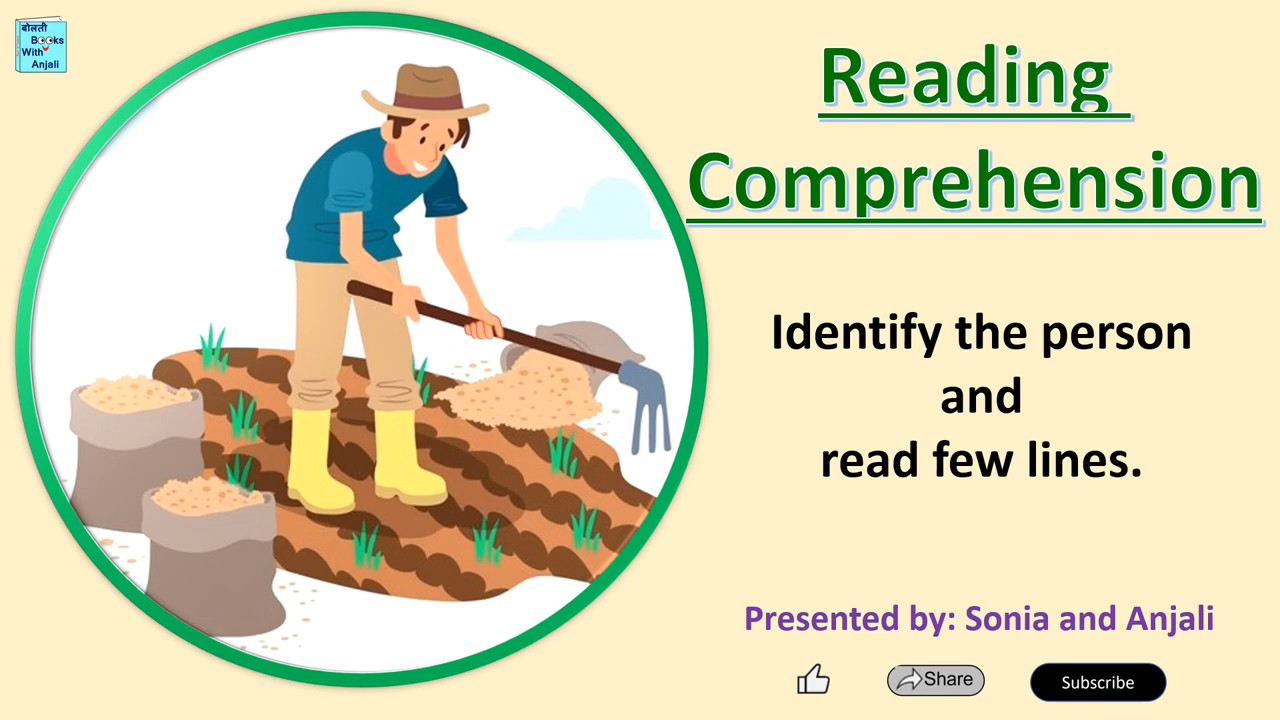 बोलती
Books
With
Anjali
Reading
Comprehension
Identify the person
and
read few lines.
Presented by: Sonia and Anjali
Share
Subscribe